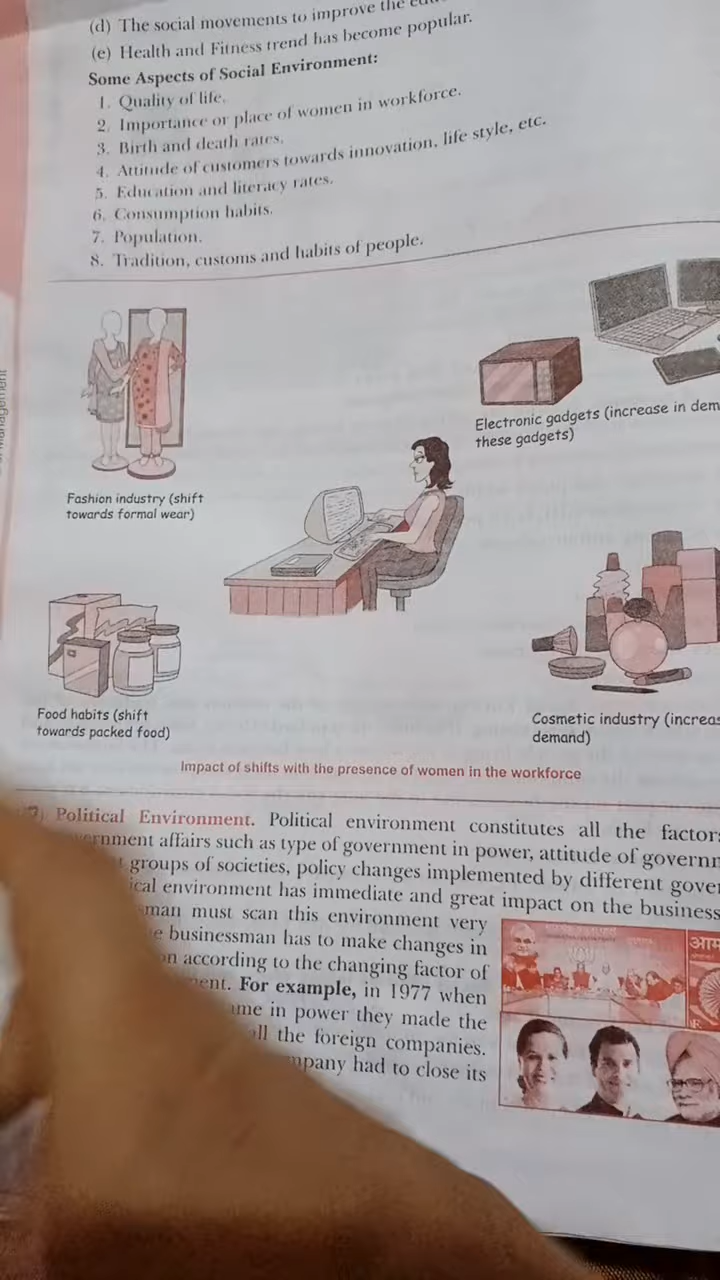 (d) The social movements to improve the
(e) Health and Fitness trend has become popular.
Some Aspects of Social Environment:
1. Quality of life.
2. Importance or place of women in workforce.
3. Birth and death rates.
4. Attitude of customers towards innovation, life style, etc.
5. Education and literacy rates.
6. Consumption habits.
7. Population.
8. Tradition, customs and habits of people.
Electronic gadgets (increase in dem
these gadgets)
Fashion industry (shift
towards formal wear)
Food habits (shift
towards packed food)
Cosmetic industry (increas
demand)
Impact of shifts with the presence of women in the workforce
Political Environment. Political environment constitutes all the factor
ernment affairs such as type of government in power, attitude of governm
groups of societies, policy changes implemented by different gover
ical environment has immediate and great impact on the business
man must scan this environment very
e businessman has to make changes in
n according to the changing factor of
ent. For example, in 1977 when
ame in power they made the
all the foreign companies.
mpany had to close its
आम